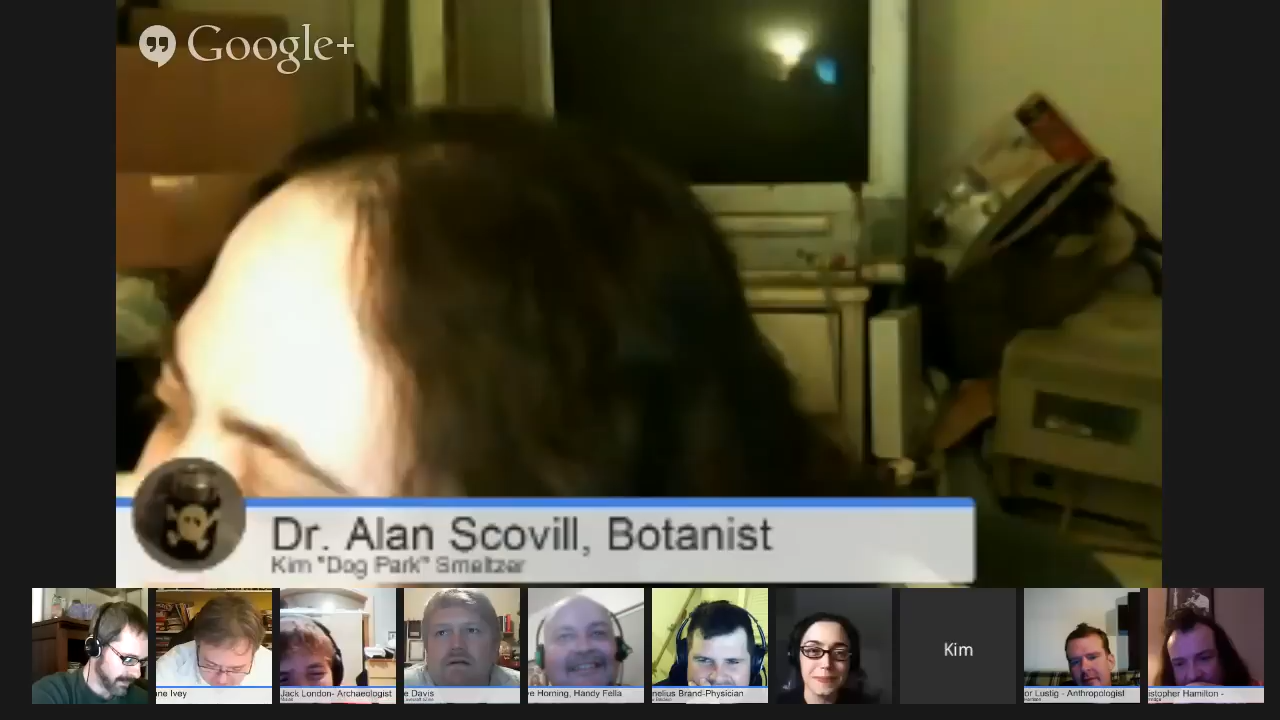 Google+
Dr. Alan Scovill, Botanist
Kim "Dog Park" Smeltzer
ne Ivey
Jack London- Archaeologist
e Davis
e Horning, Handy Fella
nelius Brand-Physician
Kim
or Lustig - Anthropologist
istopher Hamilton -